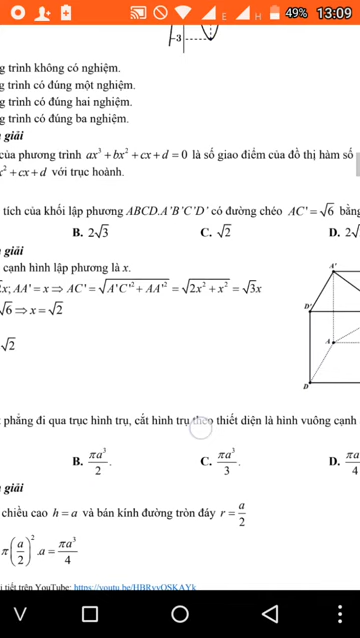 E H 49% 13:09
-3
g trình không có nghiệm.
g trình có đúng một nghiệm.
g trình có đúng hai nghiệm.
g trình có đúng ba nghiệm.
giải
của phương trình ax³ + bx² + cx + d = 0 là số giao điểm của đồ thị hàm số
x² + cx + d với trục hoành.
tích của khối lập phương ABCD.A'B'C'D' có đường chéo AC' = √6 bằng
B. 2√3 C. √2 D. 2√
giải
cạnh hình lập phương là x.
x; AA' = x ⇒ AC' = √(A'C'² + AA'²) = √(2x² + x²) = √3x
√6 ⇒ x = √2
√2
A'
D'
A
D
phẳng đi qua trục hình trụ, cắt hình trụ theo thiết diện là hình vuông cạnh
B. πa³/2. C. πa³/3. D. πa/4
giải
chiều cao h = a và bán kính đường tròn đáy r = a/2
π(a/2)².a = πa³/4
i tiết trên YouTube: https://youtu.be/HBRvvOSKAYk